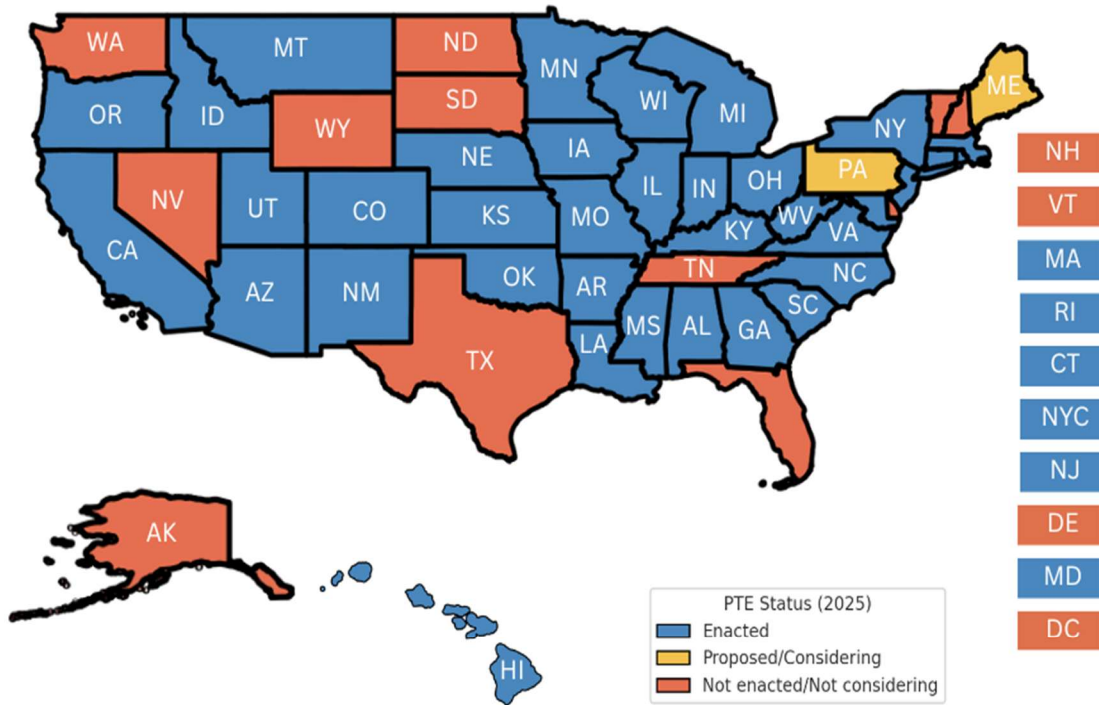 WA
MT
ND
MN
ME
OR
ID
SD
WI
MI
NY
WY
NE
IA
PA
NH
NV
UT
CO
KS
MO
IL
IN
OH
WV
VA
KY
VT
CA
AZ
NM
OK
AR
TN
NC
SC
MA
TX
LA
MS
AL
GA
RI
CT
NYC
NJ
AK
DE
MD
HI
DC
PTE Status (2025)
Enacted
Proposed/Considering
Not enacted/Not considering